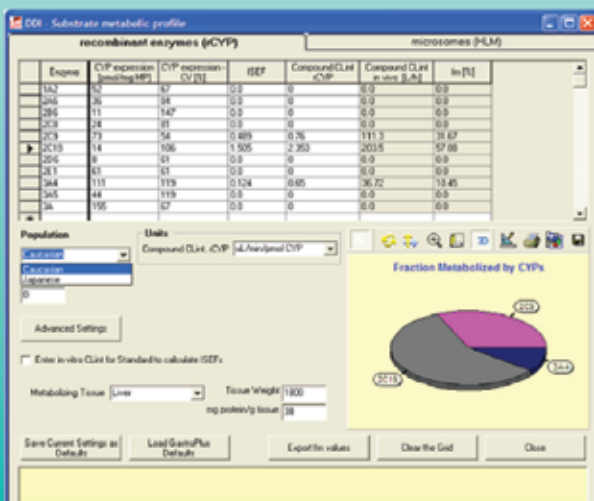 DDI - Substrate metabolic profile
recombinant enzymes (rCYP) microsomes (HLM)
Enzyme CYP expression [pmol/mg MP] CYP expression - CV [%] ISEF Compound CLint rCYP Compound CLint in vivo [L/h] fm [%]
1A2 52 67 0.0 0 0.0 0.0
2A6 36 84 0.0 0 0.0 0.0
2B6 11 147 0.0 0 0.0 0.0
2C8 24 81 0.0 0 0.0 0.0
2C9 73 54 0.489 0.76 111.3 31.67
2C19 14 106 1.505 2.353 203.5 57.88
2D6 8 61 0.0 0 0.0 0.0
2E1 61 61 0.0 0 0.0 0.0
3A4 111 119 0.124 0.65 36.72 10.45
3A5 44 119 0.0 0 0.0 0.0
3A 155 67 0.0 0 0.0 0.0
Population Units
Caucasian Compound CLint, rCYP uL/min/pmol CYP
Caucasian
Japanese
0
3D
Fraction Metabolized by CYPs
2C9
3A4
2C19
Advanced Settings
Enter in vitro CLint for Standard to calculate ISEFs
Metabolizing Tissue Liver Tissue Weight 1800
mg protein/g tissue 38
Save Current Settings as Defaults Load GastroPlus Defaults Export fm values Clear the Grid Close